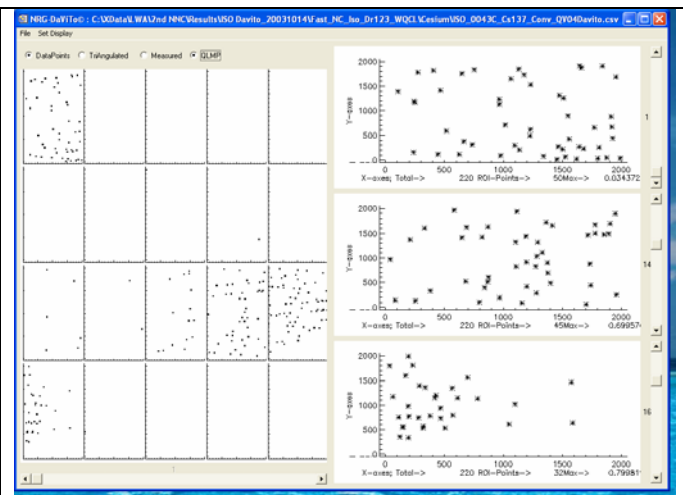 NRG-DaViTo© : C:\XData\LWA\2nd NNC\Results\ISO Davito_20031014\Fast_NC_Iso_Dr123_WQCL\Cesium\ISO_0043C_Cs137_Conv_QV04Davito.csv
File Set Display
DataPoints TriAngulated Measured QLMP
2000
1500
1000
500
0
Y-axes
0 500 1000 1500 2000
X-axes; Total-> 220 ROI-Points-> 50Max-> 0.034372
1
2000
1500
1000
500
0
Y-axes
0 500 1000 1500 2000
X-axes; Total-> 220 ROI-Points-> 45Max-> 0.699574
14
2000
1500
1000
500
0
Y-axes
0 500 1000 1500 2000
X-axes; Total-> 220 ROI-Points-> 32Max->
16
1